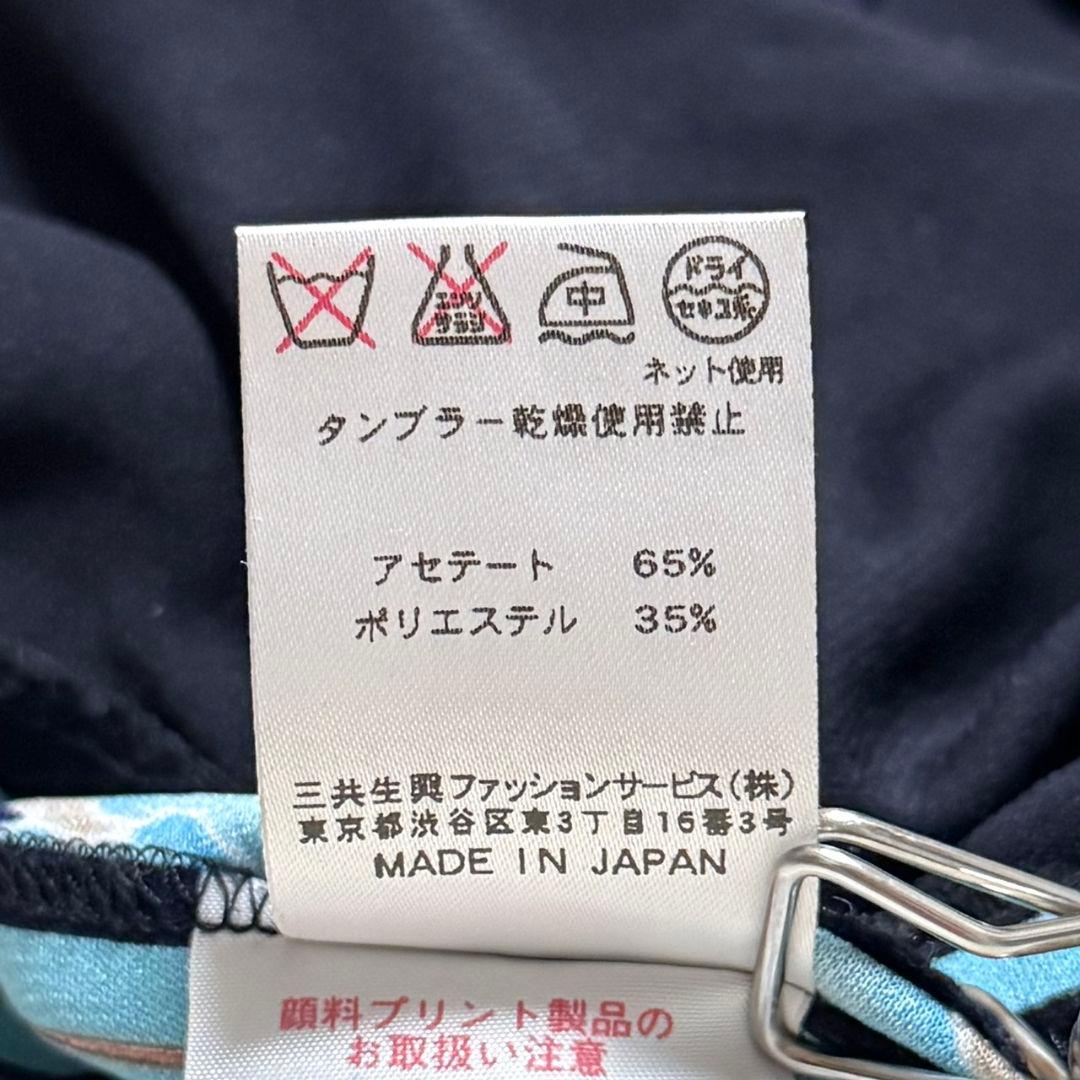 エンソ
サラシ
中
ドライ
セキユ系
ネット使用
タンブラー乾燥使用禁止
アセテート 65%
ポリエステル 35%
三共生興ファッションサービス(株)
東京都渋谷区東3丁目16番3号
MADE IN JAPAN
顔料プリント製品の
お取扱い注意